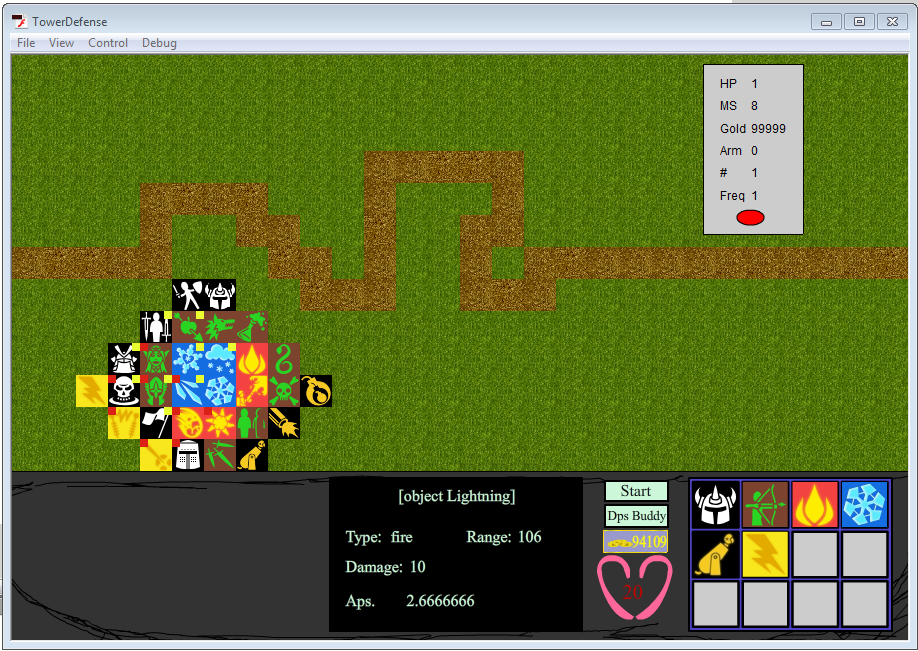 TowerDefense
File View Control Debug
HP 1
MS 8
Gold 99999
Arm 0
# 1
Freq 1
[object Lightning]
Type: fire Range: 106
Damage: 10
Aps. 2.6666666
Start
Dps Buddy
94109
20